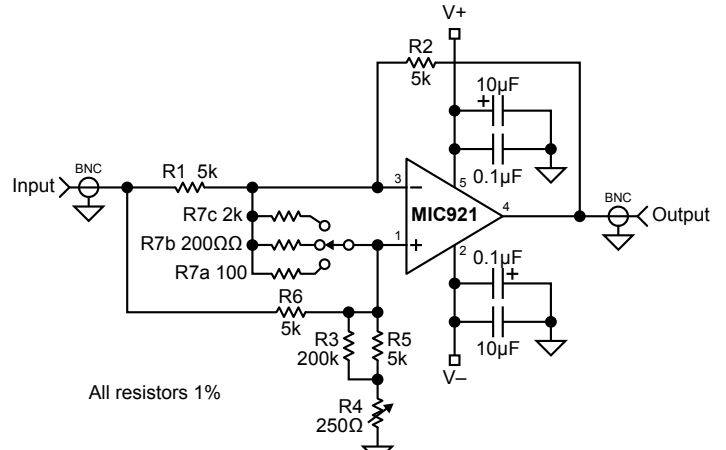 V+
R2
5k
10µF
+
0.1µF
BNC
Input
R1 5k
3
−
5
MIC921
4
BNC
Output
R7c 2k
R7b 200ΩΩ
1
+
2
R7a 100
0.1µF
+
10µF
R6
5k
R3
200k
R5
5k
V–
All resistors 1%
R4
250Ω